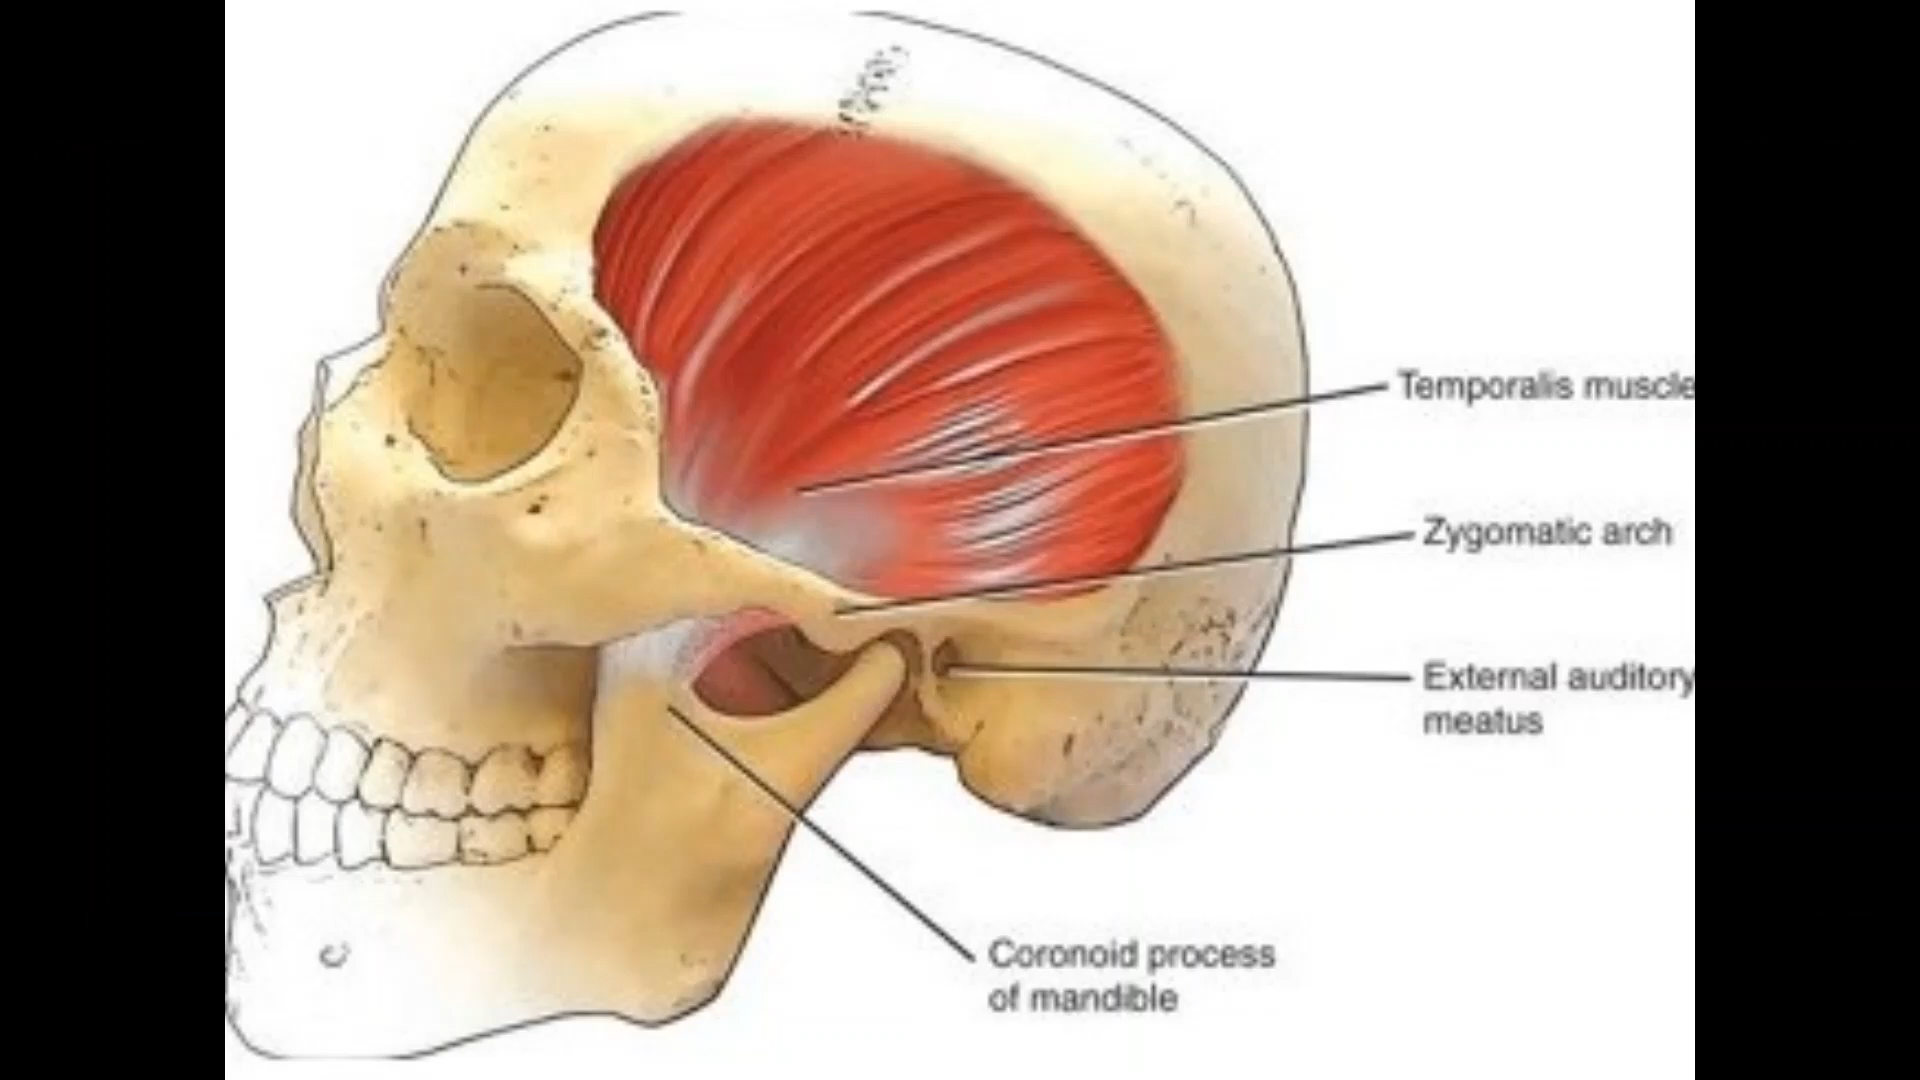 Temporalis muscle
Zygomatic arch
External auditory
meatus
Coronoid process
of mandible